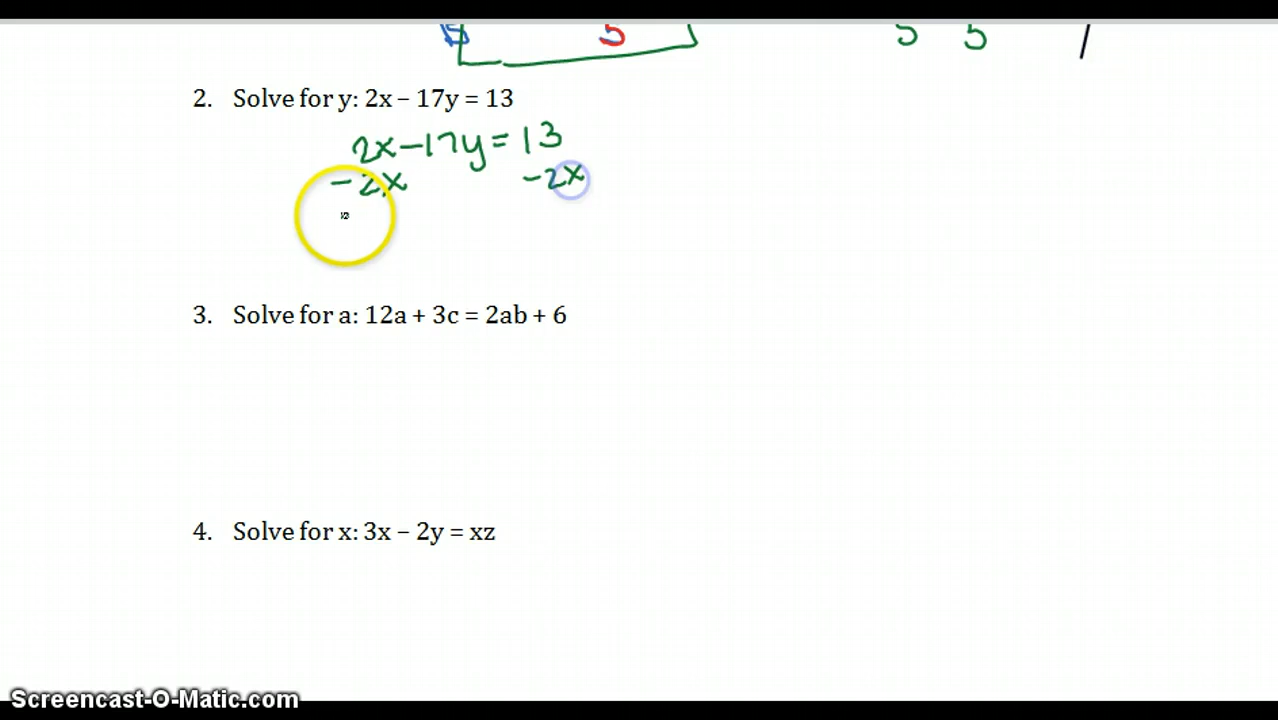 5 5 5 5 /
2. Solve for y: 2x – 17y = 13
2x – 17y = 13
– 2x – 2x
3. Solve for a: 12a + 3c = 2ab + 6
4. Solve for x: 3x – 2y = xz
Screencast-O-Matic.com